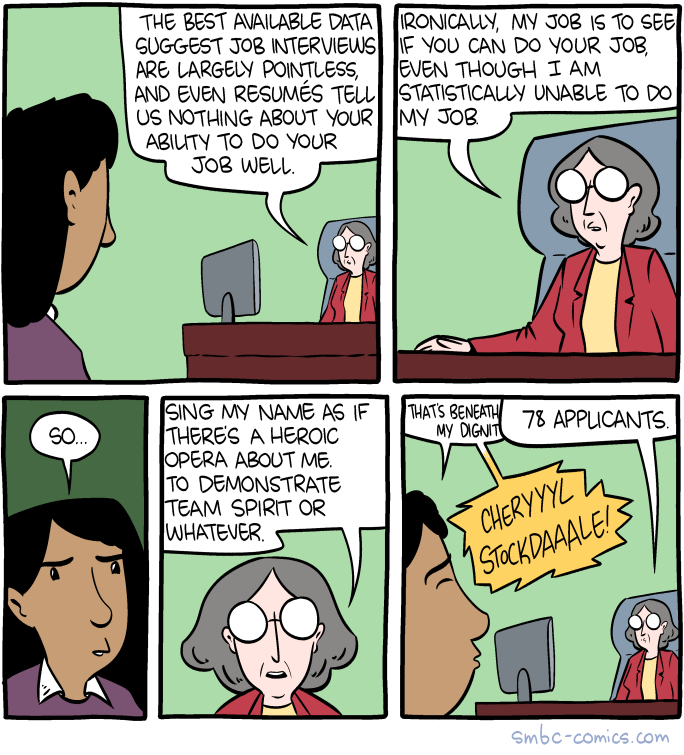 THE BEST AVAILABLE DATA
SUGGEST JOB INTERVIEWS
ARE LARGELY POINTLESS,
AND EVEN RESUMÉS TELL
US NOTHING ABOUT YOUR
ABILITY TO DO YOUR
JOB WELL.
IRONICALLY, MY JOB IS TO SEE
IF YOU CAN DO YOUR JOB,
EVEN THOUGH I AM
STATISTICALLY UNABLE TO DO
MY JOB.
SO...
SING MY NAME AS IF
THERE'S A HEROIC
OPERA ABOUT ME.
TO DEMONSTRATE
TEAM SPIRIT OR
WHATEVER.
THAT'S BENEATH
MY DIGNIT
78 APPLICANTS.
CHERYYYL
STOCKDAAALE!
smbc-comics.com